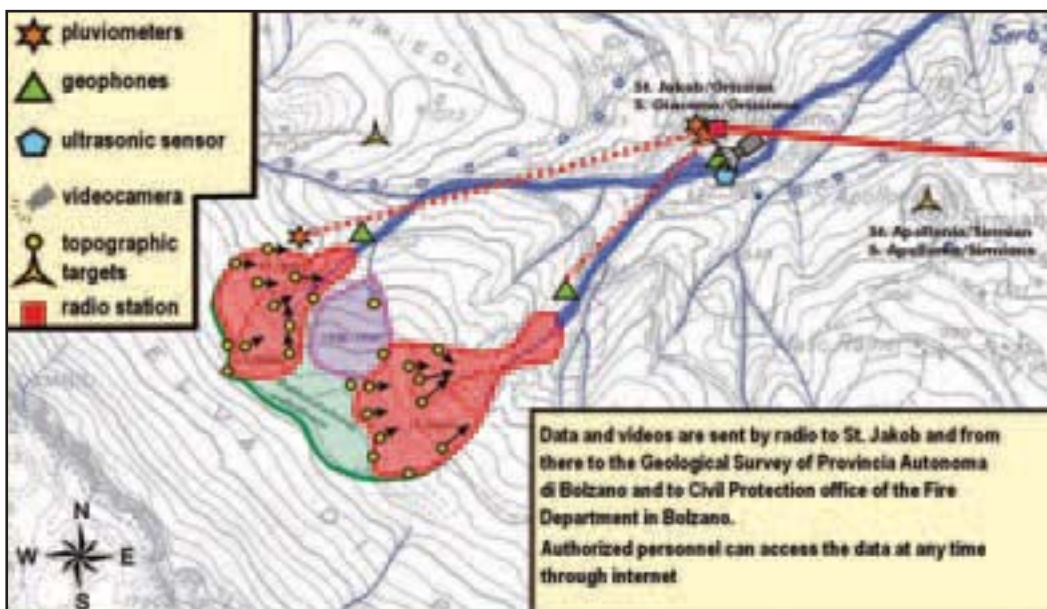 pluviometers
geophones
ultrasonic sensor
videocamera
topographic
targets
radio station
St. Jakob/Grissian
S. Giacomo/Grissiano
St. Apollonia/Sirmian
S. Apollonia/Sirmiano
Data and videos are sent by radio to St. Jakob and from
there to the Geological Survey of Provincia Autonoma
di Bolzano and to Civil Protection office of the Fire
Department in Bolzano.
Authorized personnel can access the data at any time
through internet
N
W
E
S